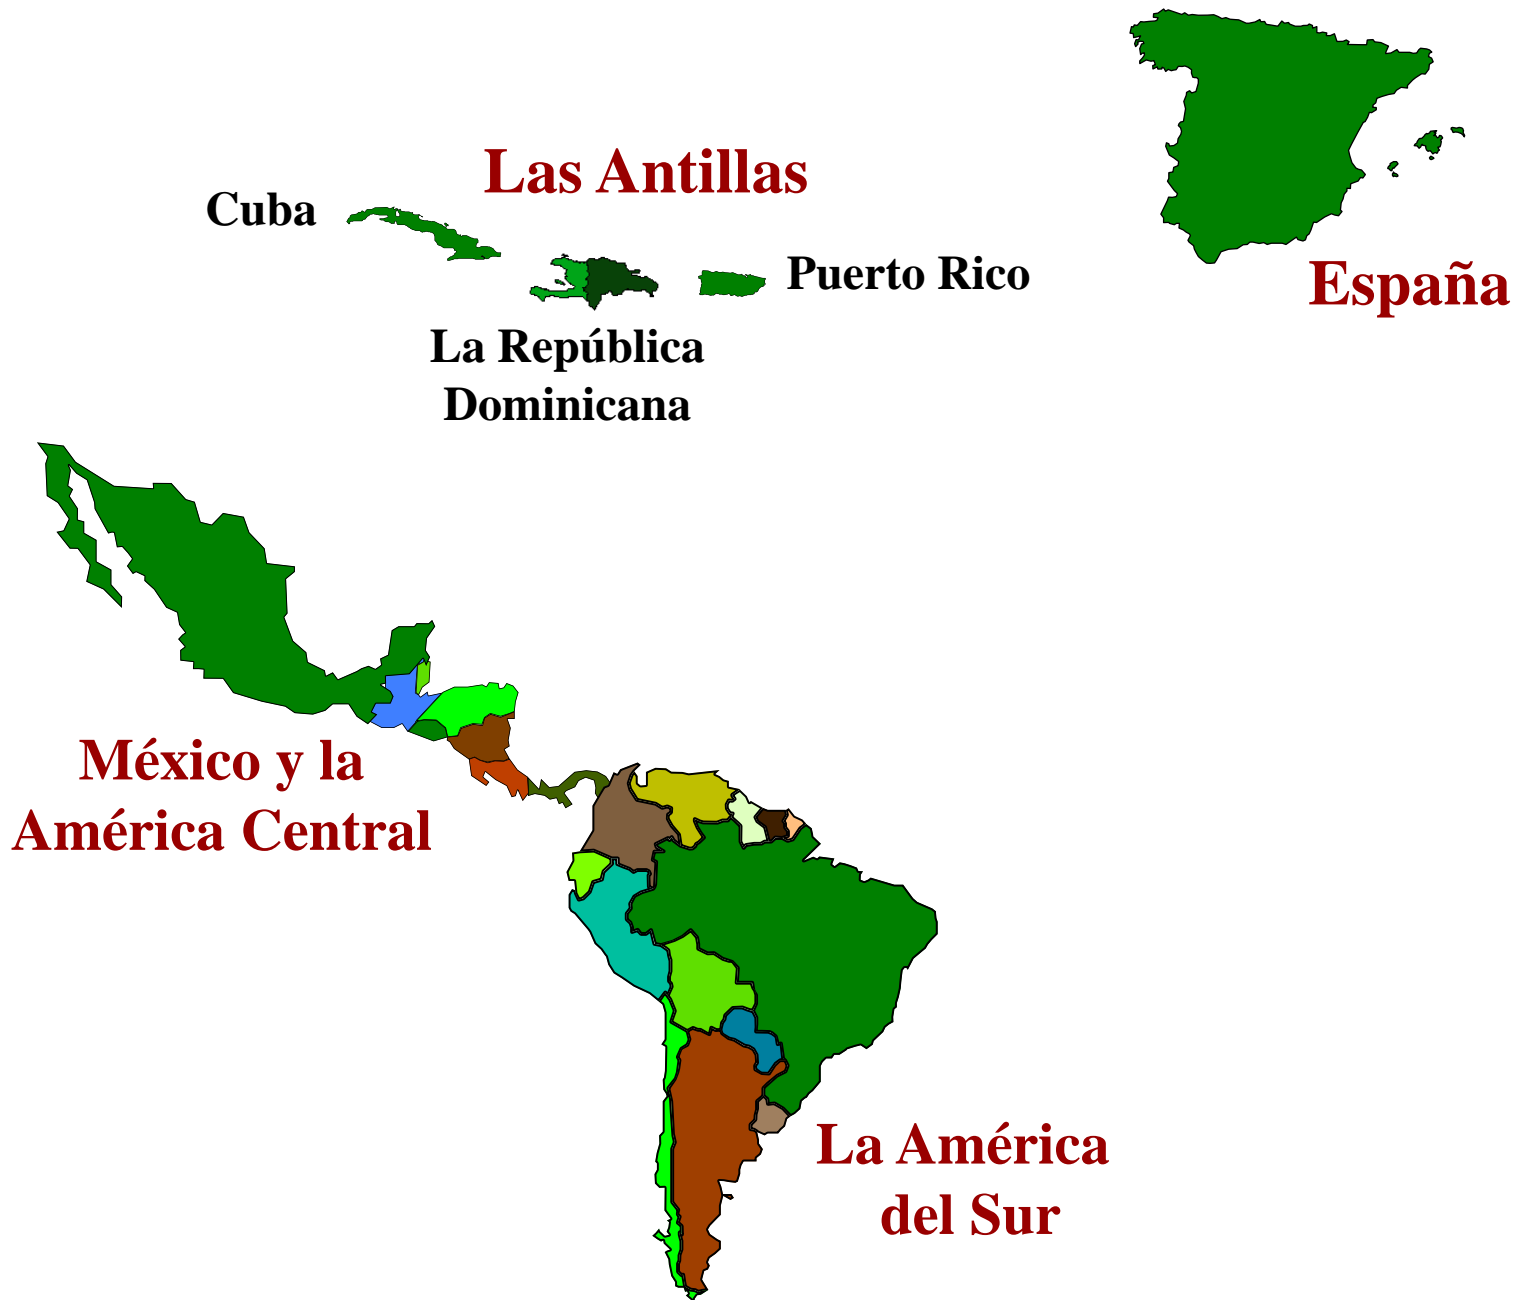 Las Antillas
Cuba
Puerto Rico
España
La República
Dominicana
México y la
América Central
La América
del Sur